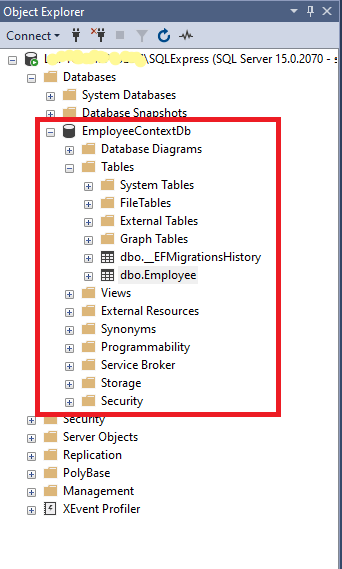 Object Explorer
Connect
\SQLExpress (SQL Server 15.0.2070 -
Databases
System Databases
Database Snapshots
EmployeeContextDb
Database Diagrams
Tables
System Tables
FileTables
External Tables
Graph Tables
dbo.__EFMigrationsHistory
dbo.Employee
Views
External Resources
Synonyms
Programmability
Service Broker
Storage
Security
Security
Server Objects
Replication
PolyBase
Management
XEvent Profiler